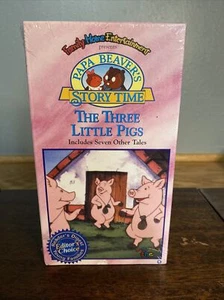 Family Home Entertainment
presents
PAPA BEAVER'S
STORY TIME
THE THREE
LITTLE PIGS
Includes Seven Other Tales
Editor's
Choice